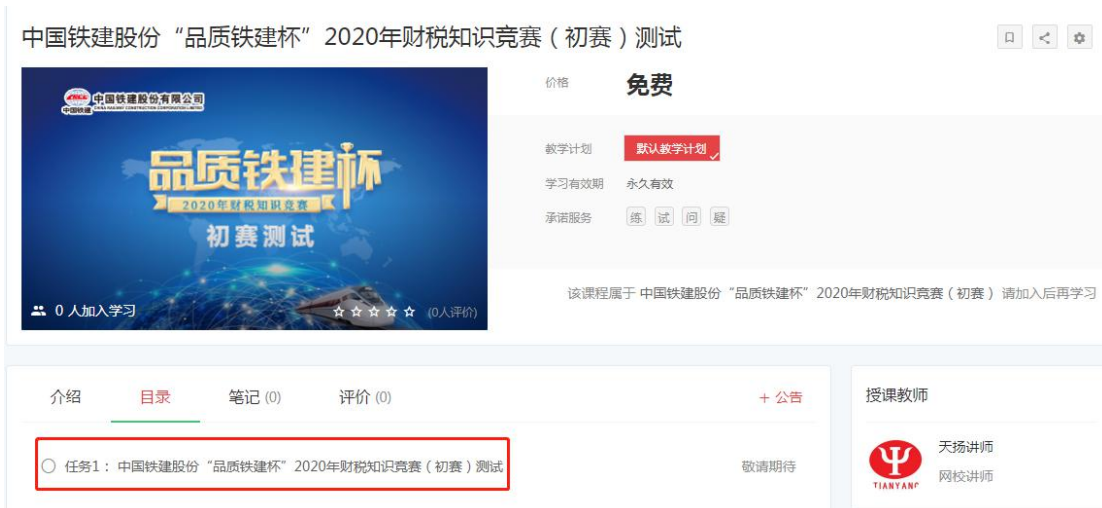 中国铁建股份“品质铁建杯”2020年财税知识竞赛（初赛）测试
中国铁建股份有限公司
中国铁建
品质铁建杯
2020年财税知识竞赛
初赛测试
0 人加入学习
(0人评价)
价格 免费
教学计划 默认教学计划
学习有效期 永久有效
承诺服务 练 试 问 疑
该课程属于 中国铁建股份“品质铁建杯”2020年财税知识竞赛（初赛） 请加入后再学习
介绍 目录 笔记 (0) 评价 (0) + 公告
任务1： 中国铁建股份“品质铁建杯”2020年财税知识竞赛（初赛）测试 敬请期待
授课教师
天扬讲师
网校讲师
TIANYANG